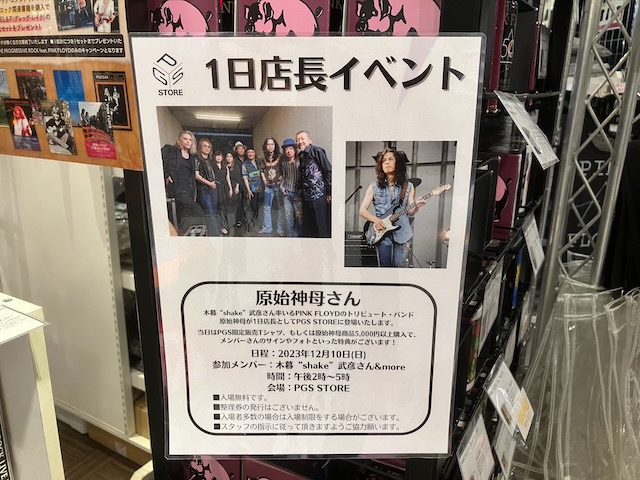 PGS
STORE
1日店長イベント
原始神母さん
木暮“shake”武彦さん率いるPINK FLOYDのトリビュート・バンド
原始神母が1日店長としてPGS STOREに登場いたします。
当日はPGS限定販売Tシャツ、もしくは原始神母商品5,000円以上購入で、
メンバーさんのサインやフォトといった特典がございます！
日程：2023年12月10日(日)
参加メンバー：木暮“shake”武彦さん&more
時間：午後2時～5時
会場：PGS STORE
■入場無料です。
■整理券の発行はございません。
■入場者多数の場合は入場制限をする場合がございます。
■スタッフの指示に従って頂きますようご協力願います。
RUSH